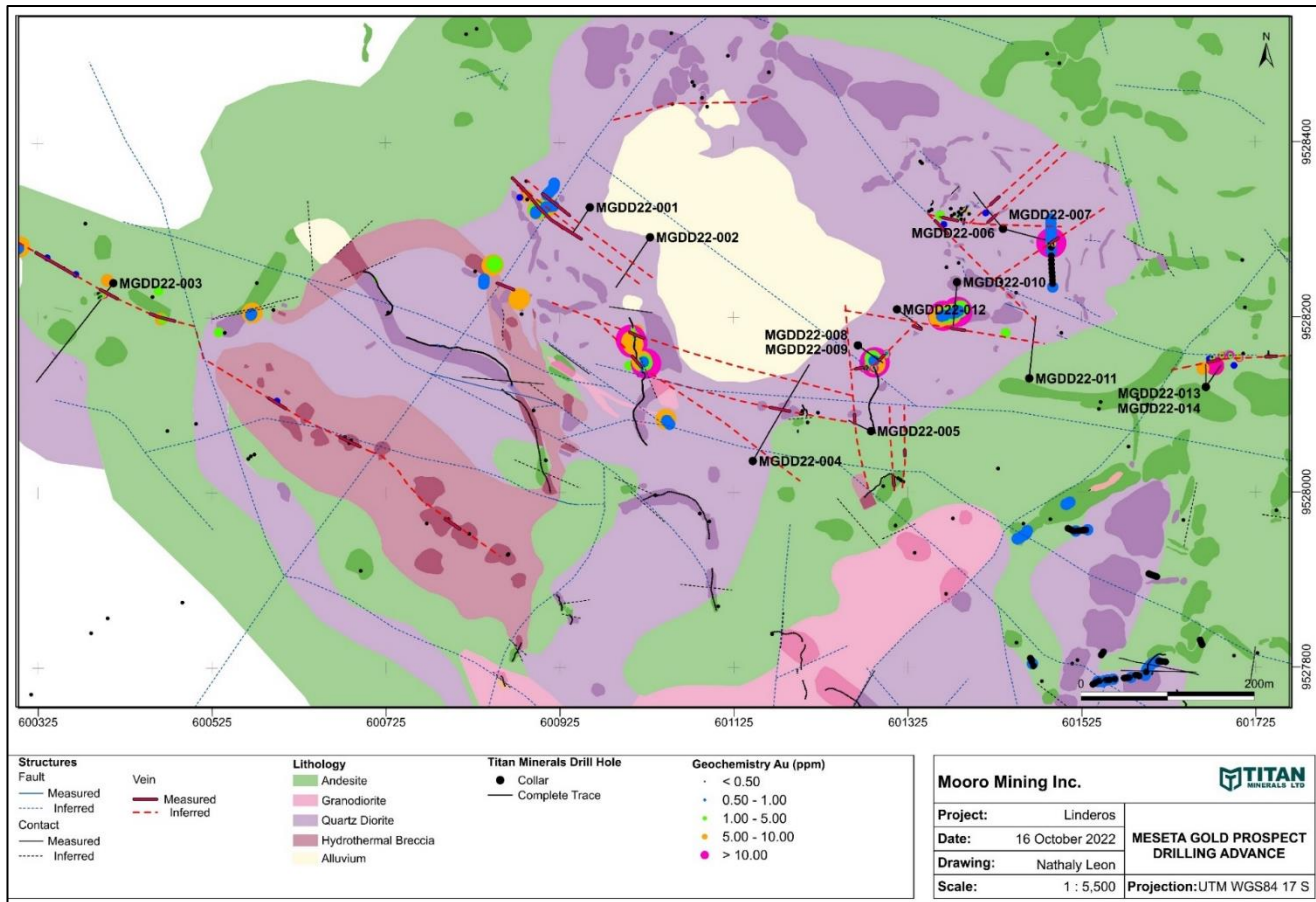 N
9528400
9528200
9528000
9527800
MGDD22-001
MGDD22-002
MGDD22-003
MGDD22-007
MGDD22-006
MGDD22-010
MGDD22-012
MGDD22-008
MGDD22-009
MGDD22-011
MGDD22-013
MGDD22-014
MGDD22-005
MGDD22-004
0 200m
600325 600525 600725 600925 601125 601325 601525 601725
Structures
Fault
Measured
Inferred
Contact
Measured
Inferred
Vein
Measured
Inferred
Lithology
Andesite
Granodiorite
Quartz Diorite
Hydrothermal Breccia
Alluvium
Titan Minerals Drill Hole
Collar
Complete Trace
Geochemistry Au (ppm)
< 0.50
0.50 - 1.00
1.00 - 5.00
5.00 - 10.00
> 10.00
Mooro Mining Inc.
TITAN
MINERALS LTD
Project: Linderos
Date: 16 October 2022
Drawing: Nathaly Leon
Scale: 1 : 5,500
MESETA GOLD PROSPECT
DRILLING ADVANCE
Projection: UTM WGS84 17 S